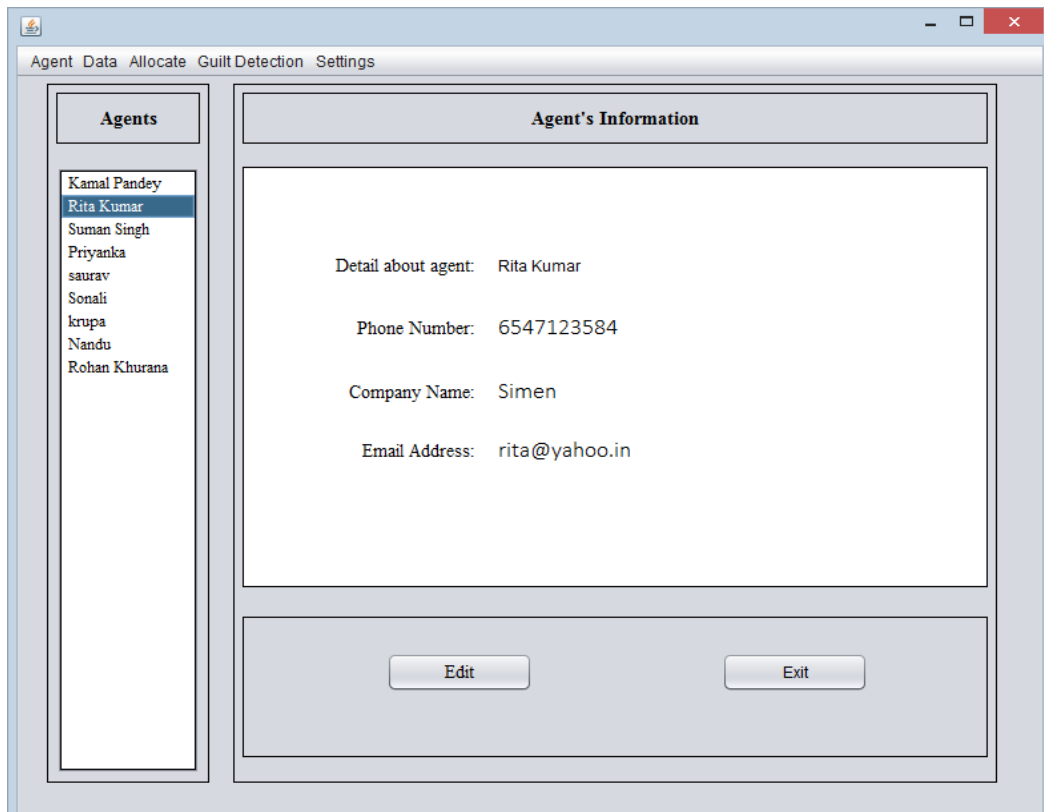 Agent Data Allocate Guilt Detection Settings
Agents
Kamal Pandey
Rita Kumar
Suman Singh
Priyanka
saurav
Sonali
krupa
Nandu
Rohan Khurana
Agent's Information
Detail about agent: Rita Kumar
Phone Number: 6547123584
Company Name: Simen
Email Address: rita@yahoo.in
Edit Exit